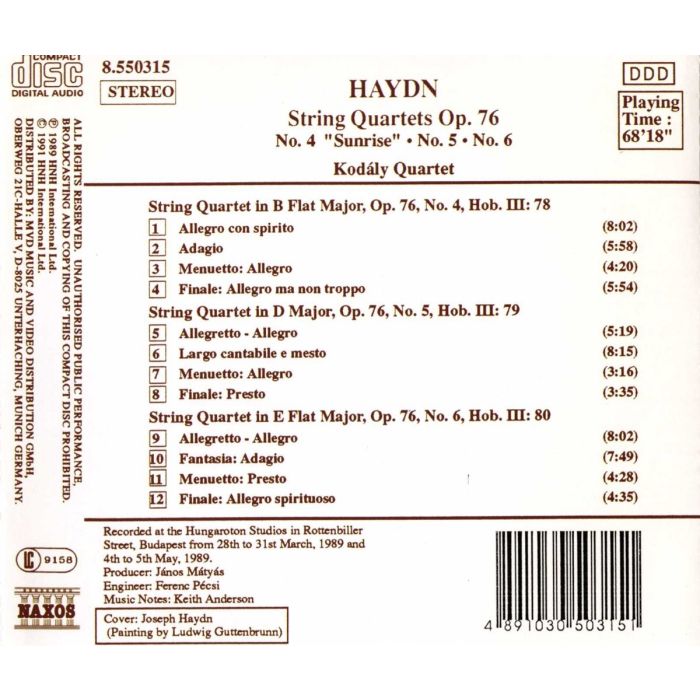 COMPACT
disc
DIGITAL AUDIO
8.550315
STEREO
HAYDN
String Quartets Op. 76
No. 4 "Sunrise" • No. 5 • No. 6
Kodály Quartet
DDD
Playing
Time :
68'18"
String Quartet in B Flat Major, Op. 76, No. 4, Hob. III: 78
1 Allegro con spirito (8:02)
2 Adagio (5:58)
3 Menuetto: Allegro (4:20)
4 Finale: Allegro ma non troppo (5:54)
String Quartet in D Major, Op. 76, No. 5, Hob. III: 79
5 Allegretto - Allegro (5:19)
6 Largo cantabile e mesto (8:15)
7 Menuetto: Allegro (3:16)
8 Finale: Presto (3:35)
String Quartet in E Flat Major, Op. 76, No. 6, Hob. III: 80
9 Allegretto - Allegro (8:02)
10 Fantasia: Adagio (7:49)
11 Menuetto: Presto (4:28)
12 Finale: Allegro spirituoso (4:35)
ALL RIGHTS RESERVED. UNAUTHORISED PUBLIC PERFORMANCE,
BROADCASTING AND COPYING OF THIS COMPACT DISC PROHIBITED.
℗ 1989 HNH International Ltd.
© 1991 HNH International Ltd.
DISTRIBUTED BY: MVD MUSIC AND VIDEO DISTRIBUTION GMbH,
OBERWEG 21C-HALLE V, D-8025 UNTERHACHING, MUNICH GERMANY.
LC 9158
NAXOS
Recorded at the Hungaroton Studios in Rottenbiller
Street, Budapest from 28th to 31st March, 1989 and
4th to 5th May, 1989.
Producer: János Mátyás
Engineer: Ferenc Pécsi
Music Notes: Keith Anderson
Cover: Joseph Haydn
(Painting by Ludwig Guttenbrunn)
4 891030 503151